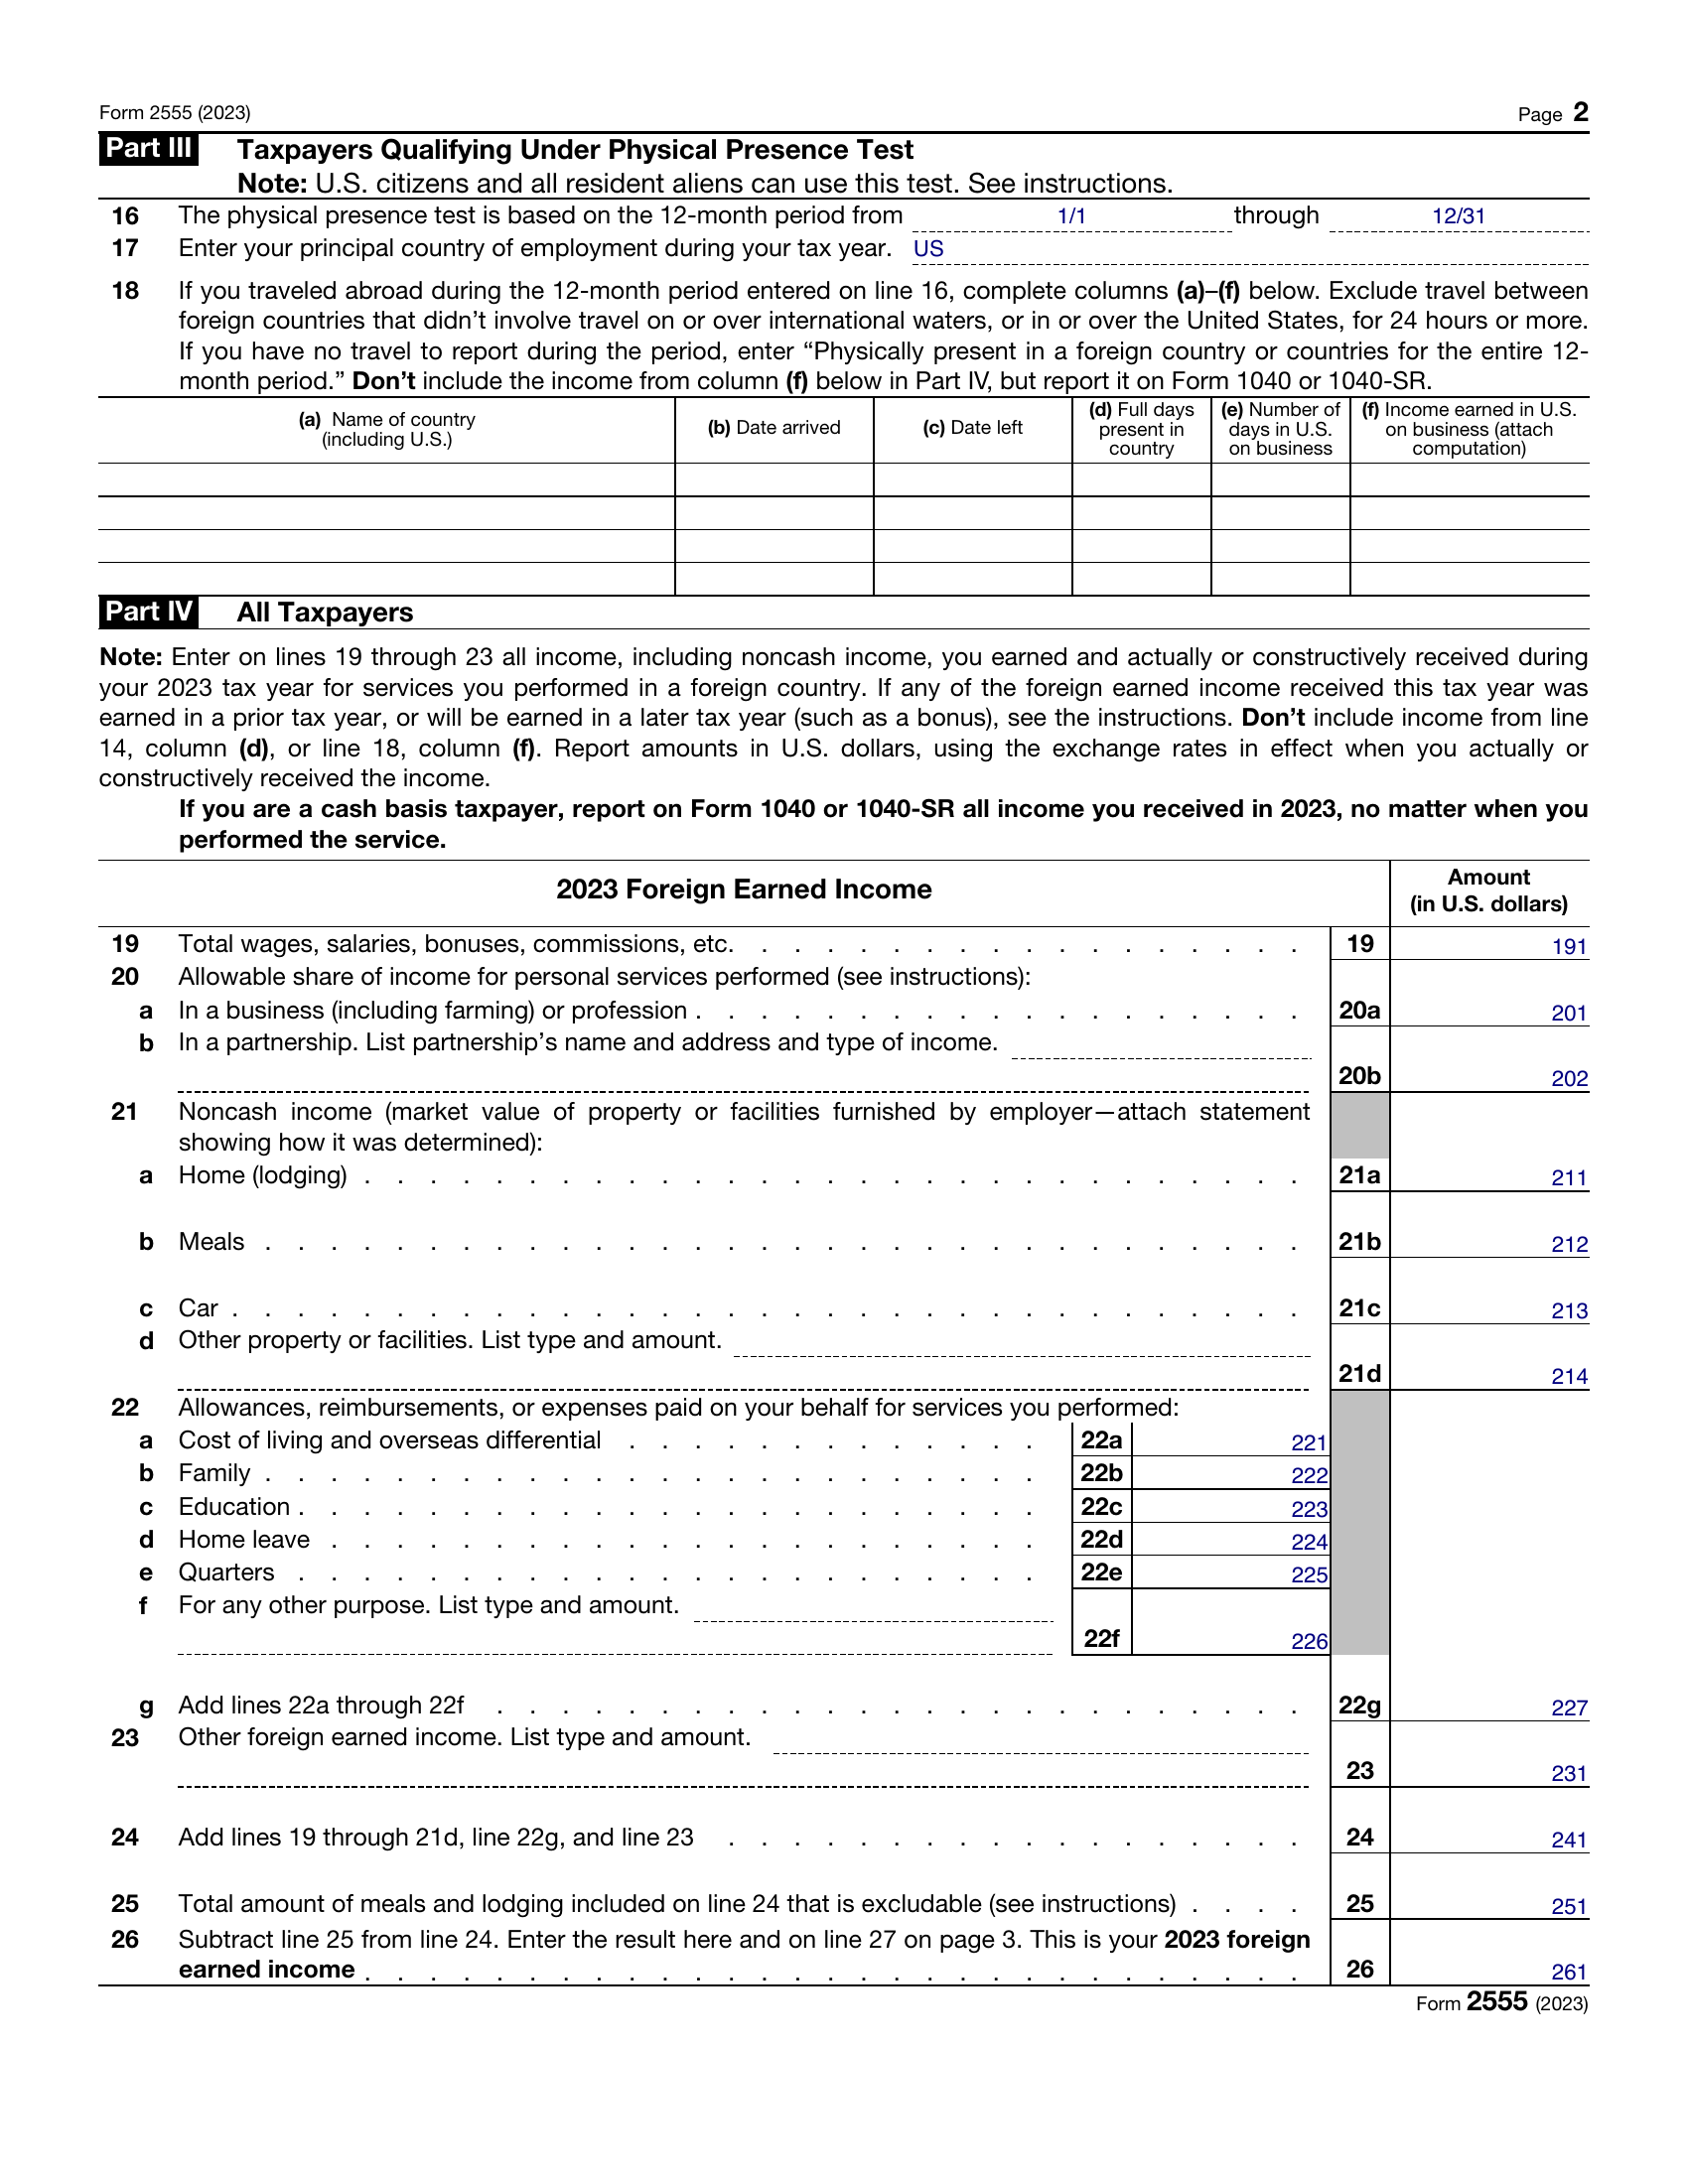 Form 2555 (2023) Page 2
Part III Taxpayers Qualifying Under Physical Presence Test
Note: U.S. citizens and all resident aliens can use this test. See instructions.
16 The physical presence test is based on the 12-month period from 1/1 through 12/31
17 Enter your principal country of employment during your tax year. US
18 If you traveled abroad during the 12-month period entered on line 16, complete columns (a)–(f) below. Exclude travel between
foreign countries that didn’t involve travel on or over international waters, or in or over the United States, for 24 hours or more.
If you have no travel to report during the period, enter “Physically present in a foreign country or countries for the entire 12-
month period.” Don’t include the income from column (f) below in Part IV, but report it on Form 1040 or 1040-SR.
(a) Name of country
(including U.S.)
(b) Date arrived
(c) Date left
(d) Full days
present in
country
(e) Number of
days in U.S.
on business
(f) Income earned in U.S.
on business (attach
computation)
Part IV All Taxpayers
Note: Enter on lines 19 through 23 all income, including noncash income, you earned and actually or constructively received during
your 2023 tax year for services you performed in a foreign country. If any of the foreign earned income received this tax year was
earned in a prior tax year, or will be earned in a later tax year (such as a bonus), see the instructions. Don’t include income from line
14, column (d), or line 18, column (f). Report amounts in U.S. dollars, using the exchange rates in effect when you actually or
constructively received the income.
If you are a cash basis taxpayer, report on Form 1040 or 1040-SR all income you received in 2023, no matter when you
performed the service.
2023 Foreign Earned Income
Amount
(in U.S. dollars)
19 Total wages, salaries, bonuses, commissions, etc. . . . . . . . . . . . . . . . . . 19 191
20 Allowable share of income for personal services performed (see instructions):
a In a business (including farming) or profession . . . . . . . . . . . . . . . . . . . 20a 201
b In a partnership. List partnership’s name and address and type of income.
20b 202
21 Noncash income (market value of property or facilities furnished by employer—attach statement
showing how it was determined):
a Home (lodging) . . . . . . . . . . . . . . . . . . . . . . . . . . . . . 21a 211
b Meals . . . . . . . . . . . . . . . . . . . . . . . . . . . . . . . . 21b 212
c Car . . . . . . . . . . . . . . . . . . . . . . . . . . . . . . . . . 21c 213
d Other property or facilities. List type and amount.
21d 214
22 Allowances, reimbursements, or expenses paid on your behalf for services you performed:
a Cost of living and overseas differential . . . . . . . . . . . . . 22a 221
b Family . . . . . . . . . . . . . . . . . . . . . . . . 22b 222
c Education . . . . . . . . . . . . . . . . . . . . . . . 22c 223
d Home leave . . . . . . . . . . . . . . . . . . . . . . 22d 224
e Quarters . . . . . . . . . . . . . . . . . . . . . . . 22e 225
f For any other purpose. List type and amount.
22f 226
g Add lines 22a through 22f . . . . . . . . . . . . . . . . . . . . . . . . . 22g 227
23 Other foreign earned income. List type and amount.
23 231
24 Add lines 19 through 21d, line 22g, and line 23 . . . . . . . . . . . . . . . . . . 24 241
25 Total amount of meals and lodging included on line 24 that is excludable (see instructions) . . . . 25 251
26 Subtract line 25 from line 24. Enter the result here and on line 27 on page 3. This is your 2023 foreign
earned income . . . . . . . . . . . . . . . . . . . . . . . . . . . . . 26 261
Form 2555 (2023)